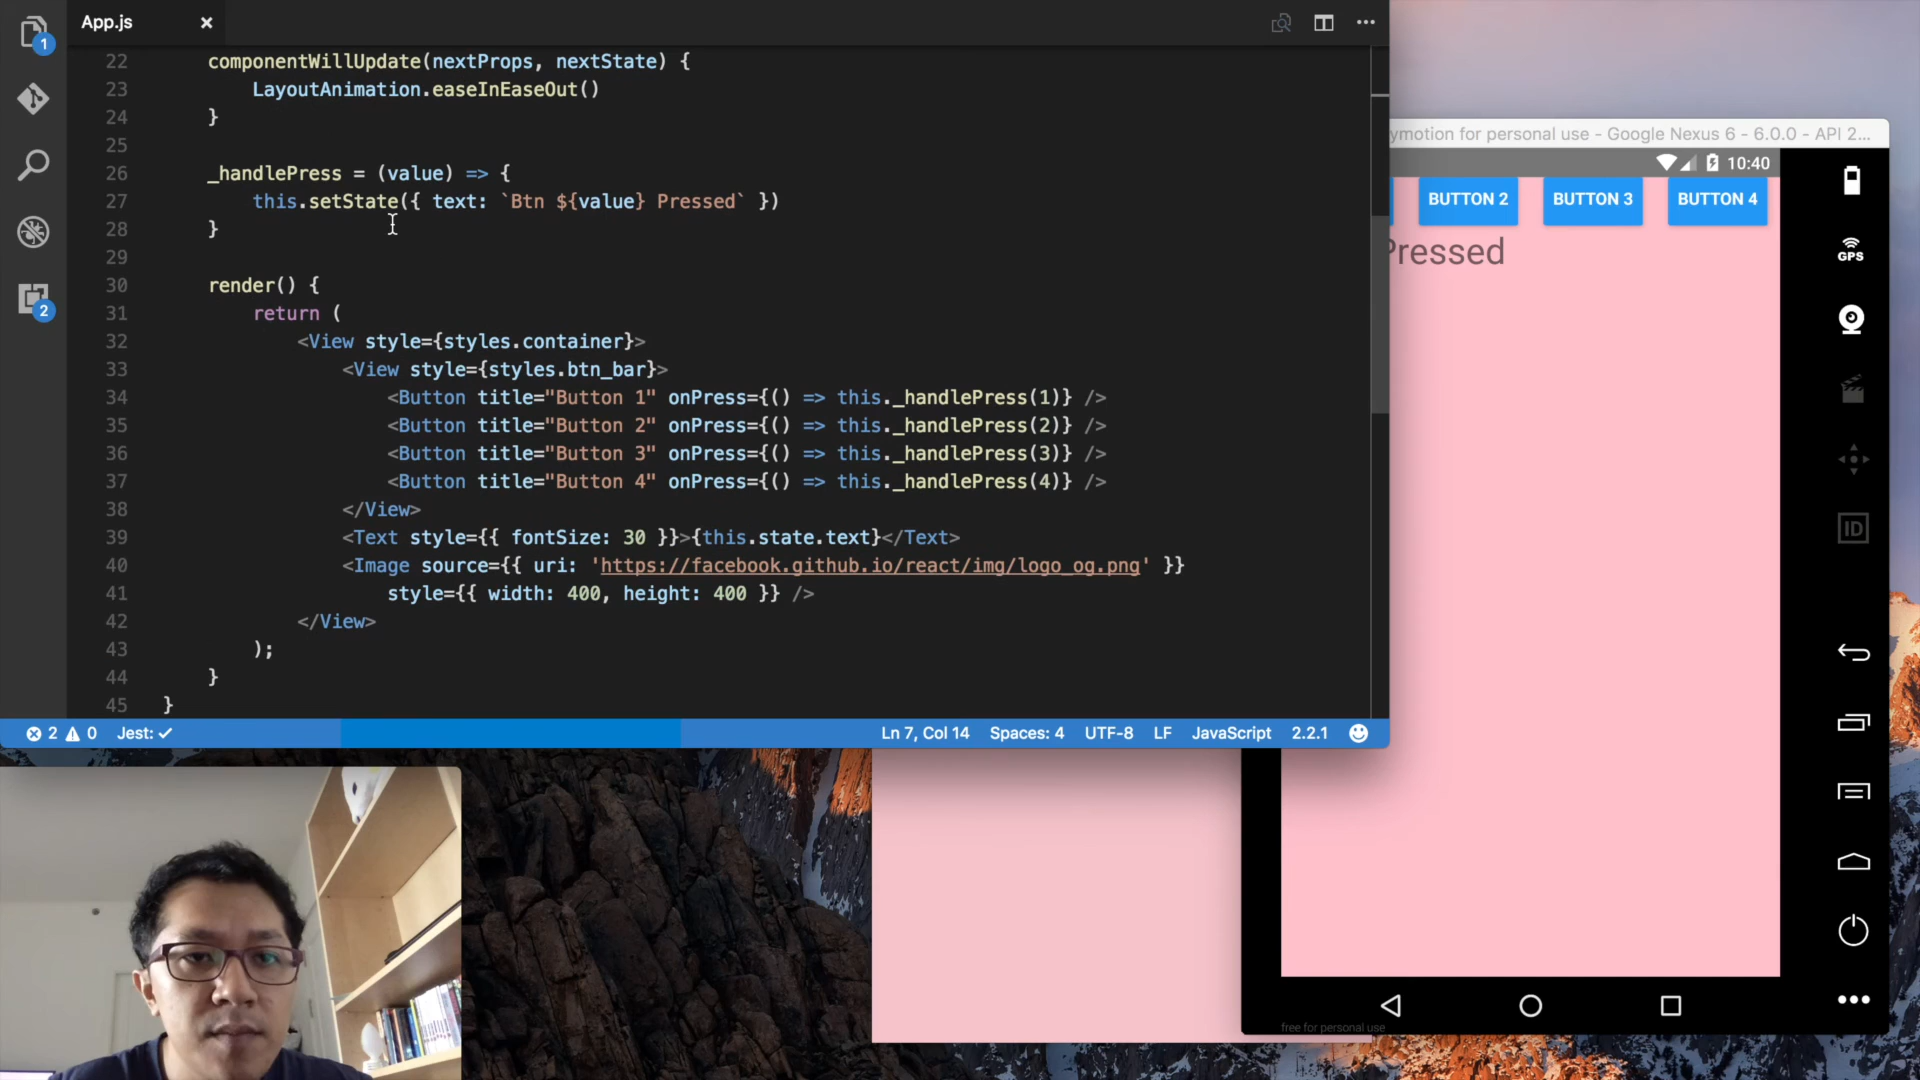 App.js
1
2
22 componentWillUpdate(nextProps, nextState) {
23 LayoutAnimation.easeInEaseOut()
24 }
25
26 _handlePress = (value) => {
27 this.setState({ text: `Btn ${value} Pressed` })
28 }
29
30 render() {
31 return (
32 <View style={styles.container}>
33 <View style={styles.btn_bar}>
34 <Button title="Button 1" onPress={() => this._handlePress(1)} />
35 <Button title="Button 2" onPress={() => this._handlePress(2)} />
36 <Button title="Button 3" onPress={() => this._handlePress(3)} />
37 <Button title="Button 4" onPress={() => this._handlePress(4)} />
38 </View>
39 <Text style={{ fontSize: 30 }}>{this.state.text}</Text>
40 <Image source={{ uri: 'https://facebook.github.io/react/img/logo_og.png' }}
41 style={{ width: 400, height: 400 }} />
42 </View>
43 );
44 }
45 }
2 0 Jest: Ln 7, Col 14 Spaces: 4 UTF-8 LF JavaScript 2.2.1
ymotion for personal use - Google Nexus 6 - 6.0.0 - API 2...
10:40
BUTTON 2 BUTTON 3 BUTTON 4
Pressed
GPS
ID
free for personal use